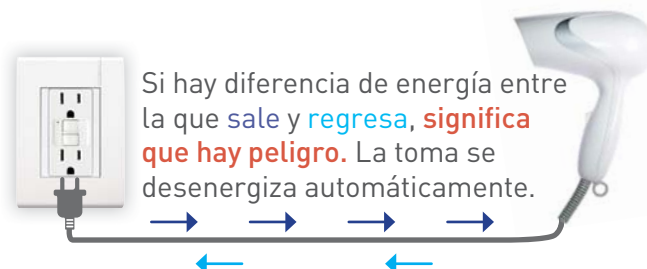 Si hay diferencia de energía entre
la que sale y regresa, significa
que hay peligro. La toma se
desenergiza automáticamente.